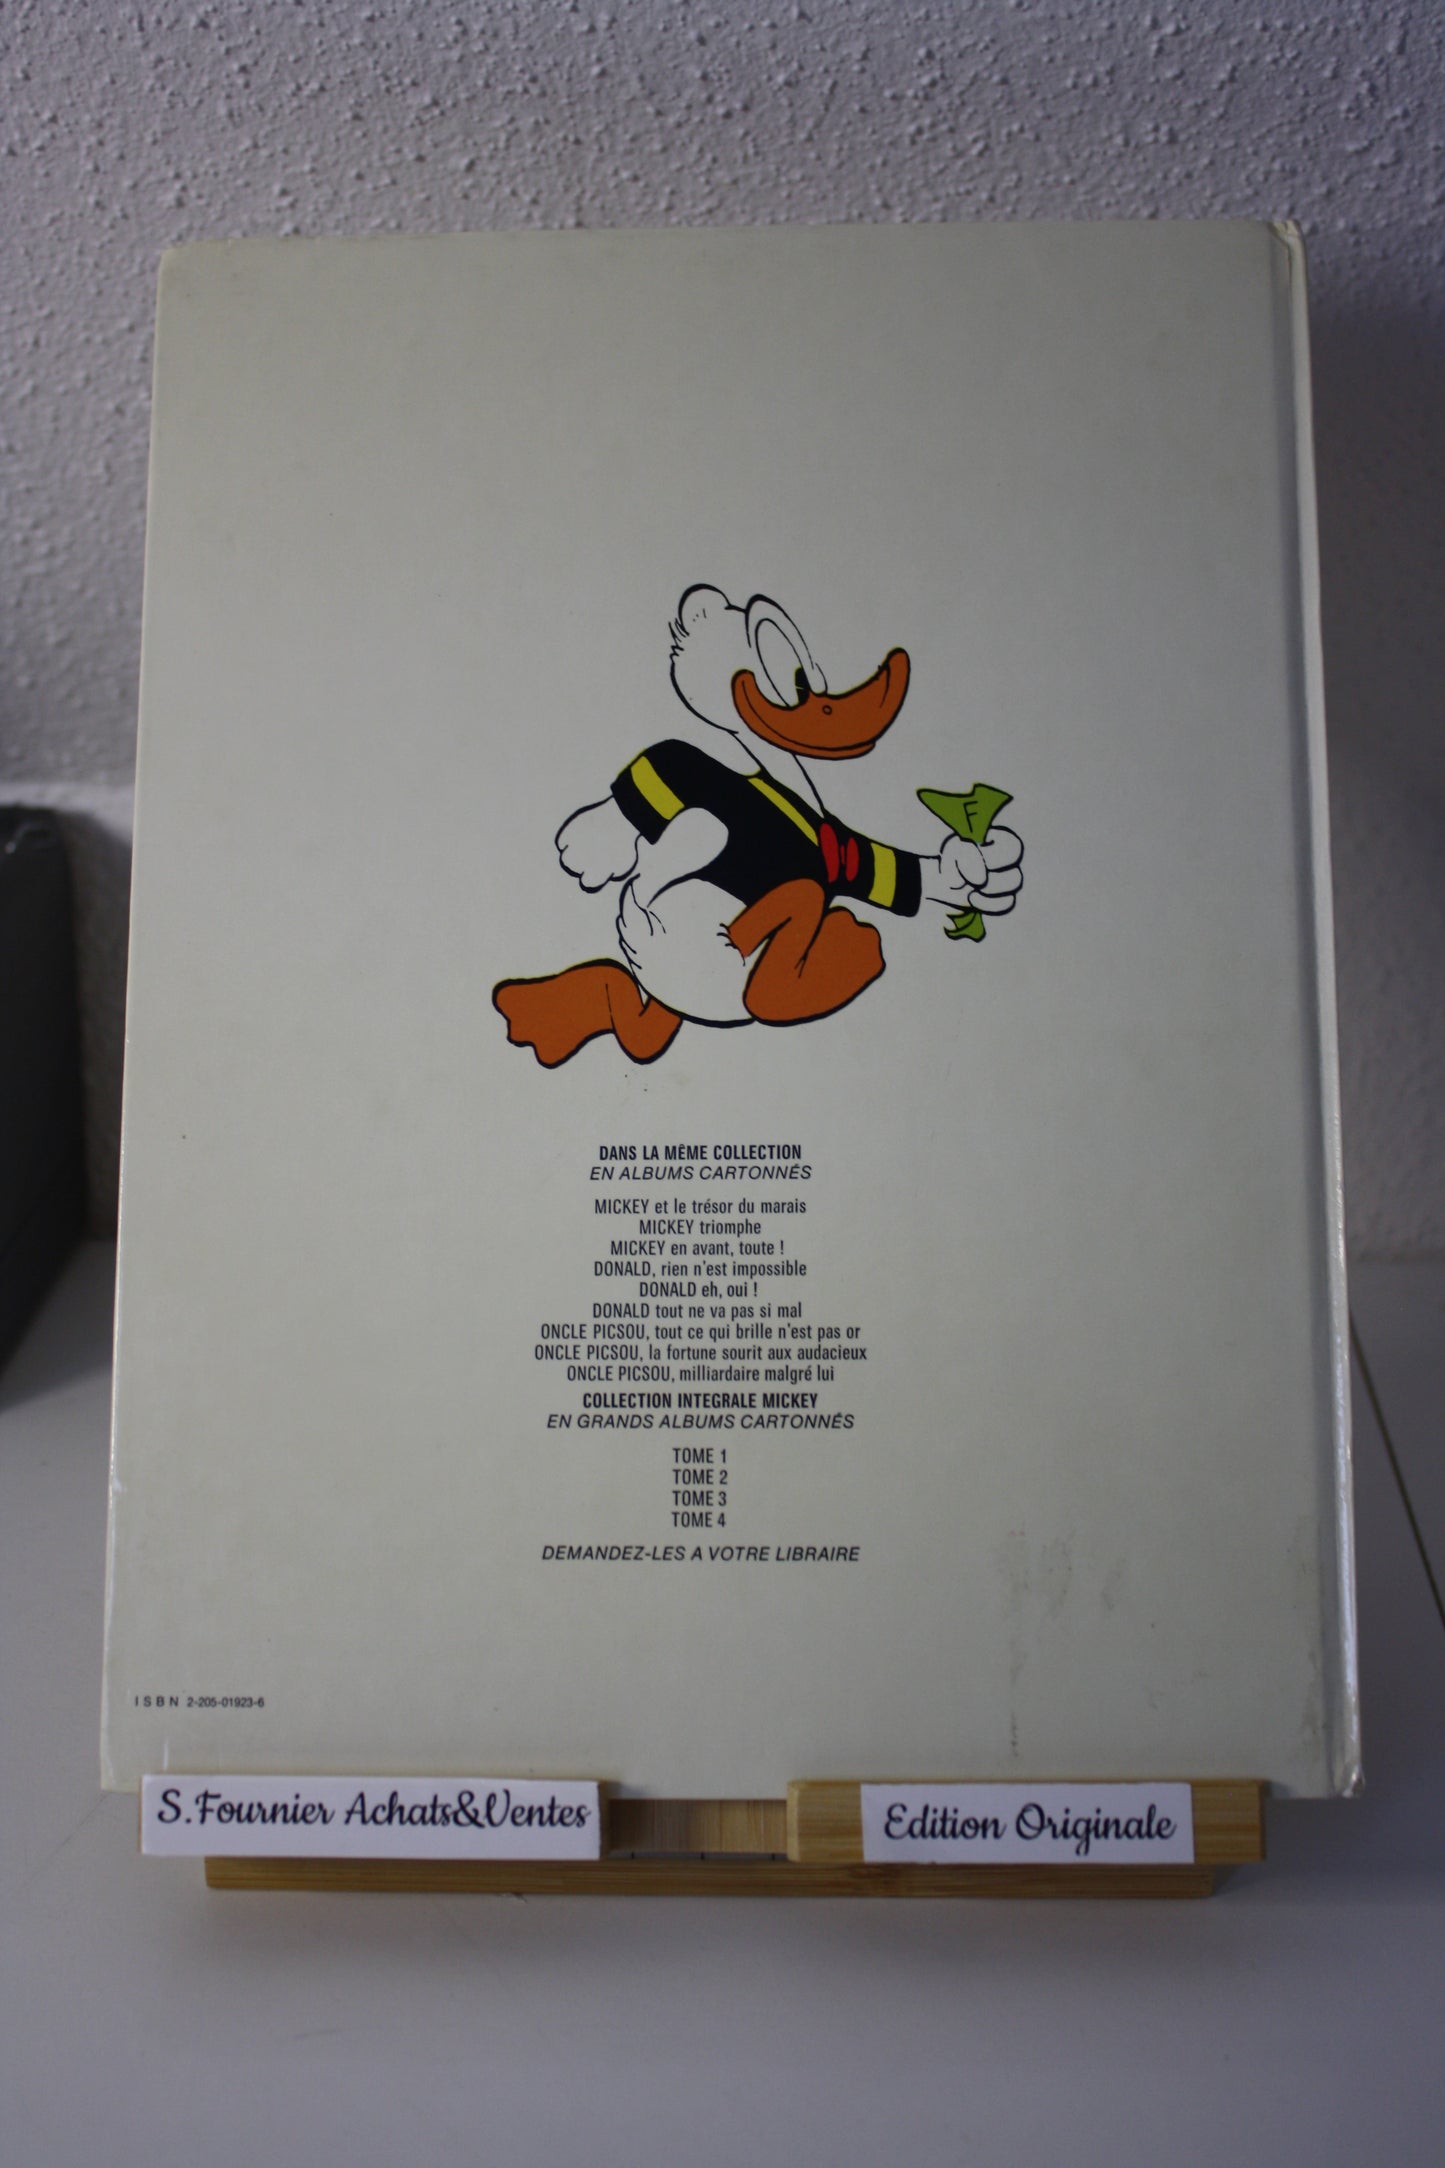 F
DANS LA MÊME COLLECTION
EN ALBUMS CARTONNÉS
MICKEY et le trésor du marais
MICKEY triomphe
MICKEY en avant, toute !
DONALD, rien n'est impossible
DONALD eh, oui !
DONALD tout ne va pas si mal
ONCLE PICSOU, tout ce qui brille n'est pas or
ONCLE PICSOU, la fortune sourit aux audacieux
ONCLE PICSOU, milliardaire malgré lui
COLLECTION INTEGRALE MICKEY
EN GRANDS ALBUMS CARTONNÉS
TOME 1
TOME 2
TOME 3
TOME 4
DEMANDEZ-LES A VOTRE LIBRAIRE
ISBN 2-205-01923-6
S.Fournier Achats&Ventes
Edition Originale